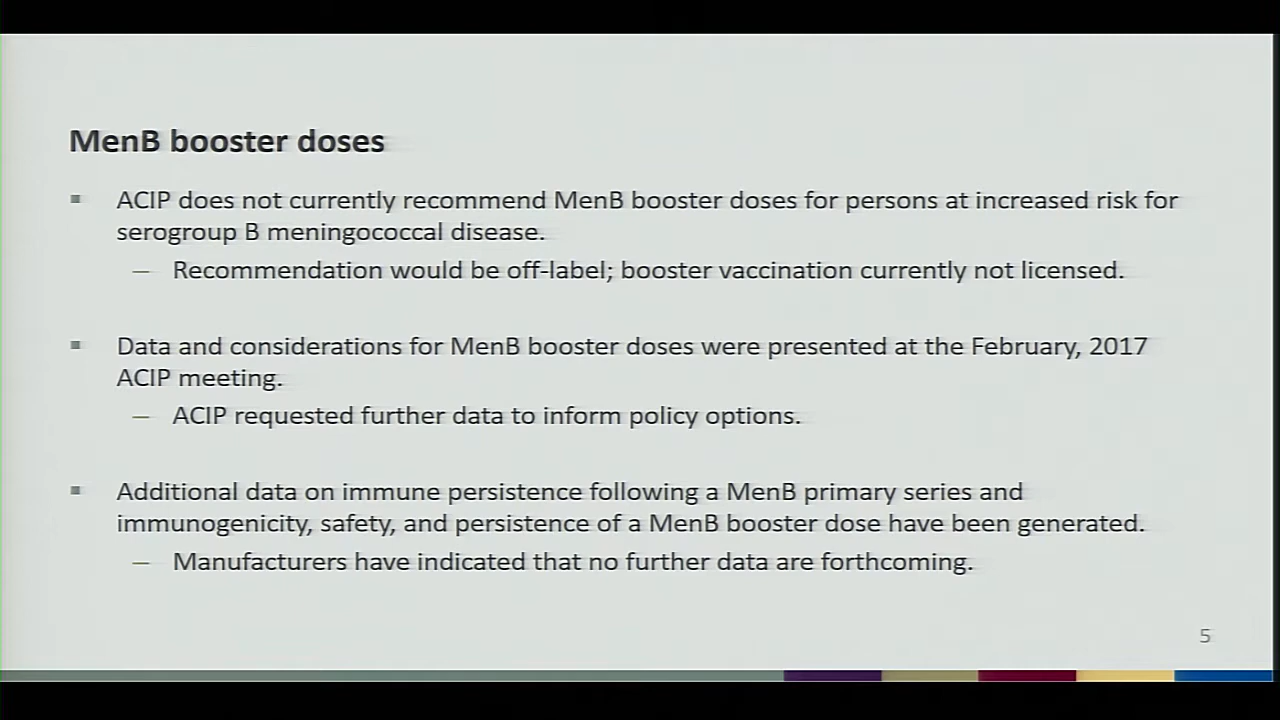 MenB booster doses
▪ ACIP does not currently recommend MenB booster doses for persons at increased risk for
serogroup B meningococcal disease.
– Recommendation would be off-label; booster vaccination currently not licensed.
▪ Data and considerations for MenB booster doses were presented at the February, 2017
ACIP meeting.
– ACIP requested further data to inform policy options.
▪ Additional data on immune persistence following a MenB primary series and
immunogenicity, safety, and persistence of a MenB booster dose have been generated.
– Manufacturers have indicated that no further data are forthcoming.
5